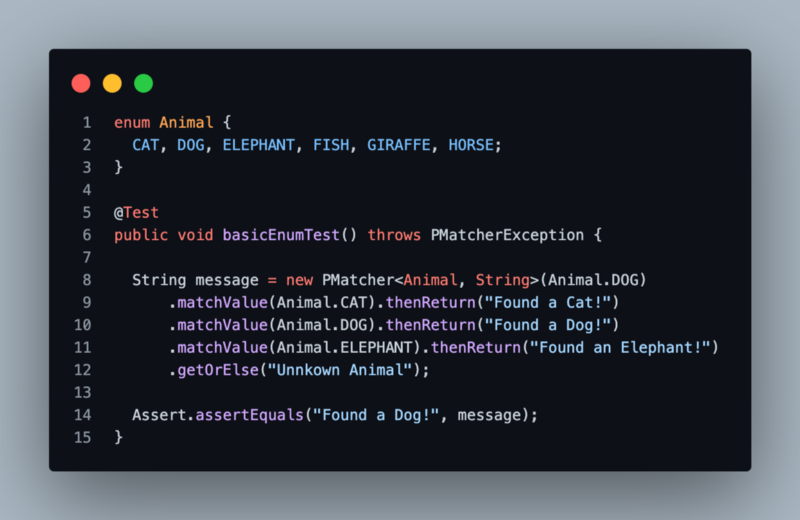 1 enum Animal {
2 CAT, DOG, ELEPHANT, FISH, GIRAFFE, HORSE;
3 }
4
5 @Test
6 public void basicEnumTest() throws PMatcherException {
7
8 String message = new PMatcher<Animal, String>(Animal.DOG)
9 .matchValue(Animal.CAT).thenReturn("Found a Cat!")
10 .matchValue(Animal.DOG).thenReturn("Found a Dog!")
11 .matchValue(Animal.ELEPHANT).thenReturn("Found an Elephant!")
12 .getOrElse("Unnkown Animal");
13
14 Assert.assertEquals("Found a Dog!", message);
15 }